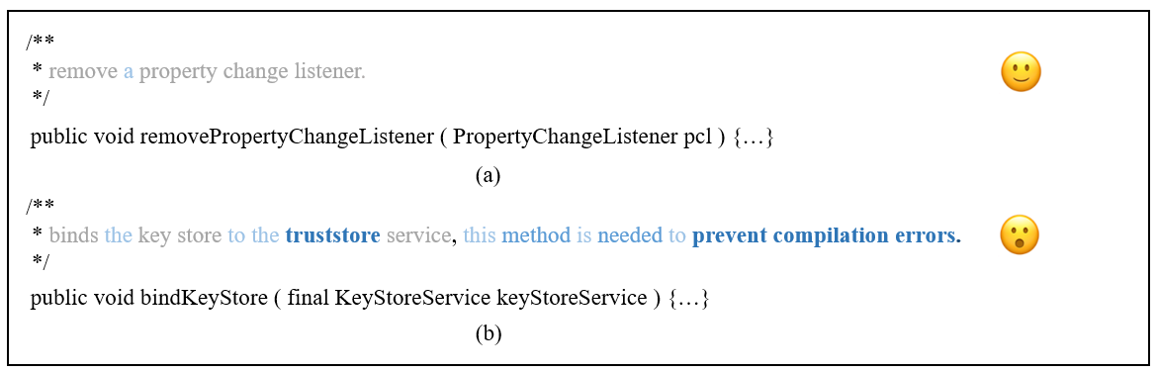 /**
* remove a property change listener.
*/
public void removePropertyChangeListener ( PropertyChangeListener pcl ) {…}
(a)
/**
* binds the key store to the truststore service, this method is needed to prevent compilation errors.
*/
public void bindKeyStore ( final KeyStoreService keyStoreService ) {…}
(b)